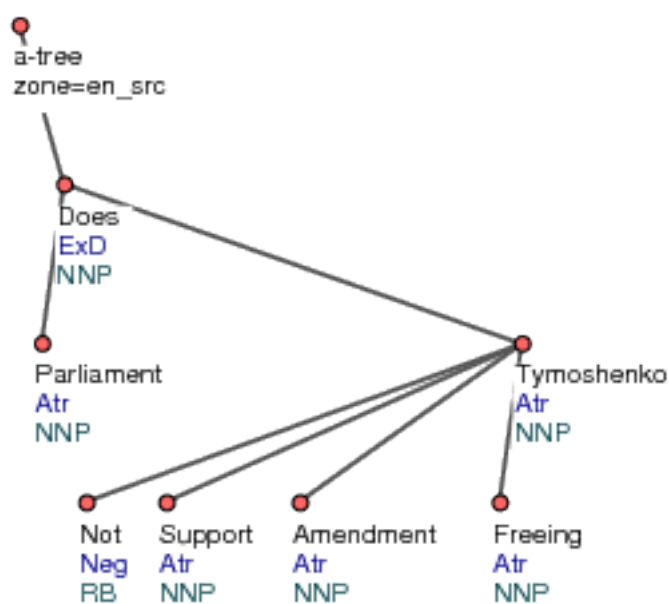 a-tree
zone=en_src
Does
ExD
NNP
Parliament
Atr
NNP
Tymoshenko
Atr
NNP
Not
Neg
RB
Support
Atr
NNP
Amendment
Atr
NNP
Freeing
Atr
NNP